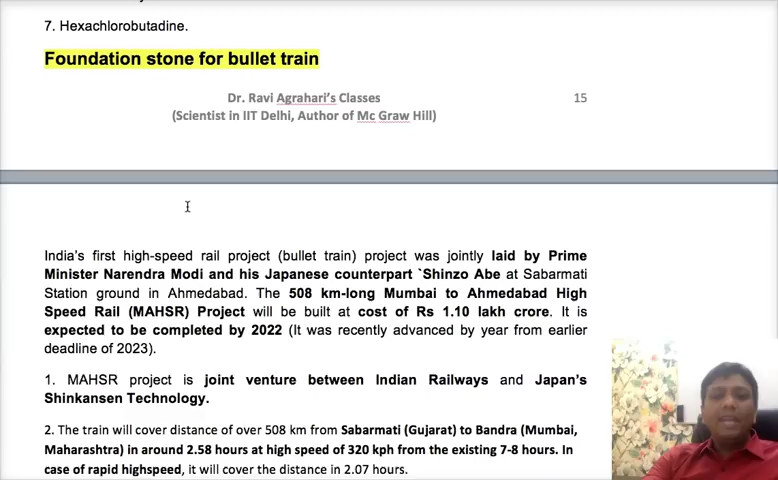 7. Hexachlorobutadine.
Foundation stone for bullet train
Dr. Ravi Agrahari's Classes 15
(Scientist in IIT Delhi, Author of Mc Graw Hill)
India's first high-speed rail project (bullet train) project was jointly laid by Prime
Minister Narendra Modi and his Japanese counterpart `Shinzo Abe at Sabarmati
Station ground in Ahmedabad. The 508 km-long Mumbai to Ahmedabad High
Speed Rail (MAHSR) Project will be built at cost of Rs 1.10 lakh crore. It is
expected to be completed by 2022 (It was recently advanced by year from earlier
deadline of 2023).
1. MAHSR project is joint venture between Indian Railways and Japan's
Shinkansen Technology.
2. The train will cover distance of over 508 km from Sabarmati (Gujarat) to Bandra (Mumbai,
Maharashtra) in around 2.58 hours at high speed of 320 kph from the existing 7-8 hours. In
case of rapid highspeed, it will cover the distance in 2.07 hours.